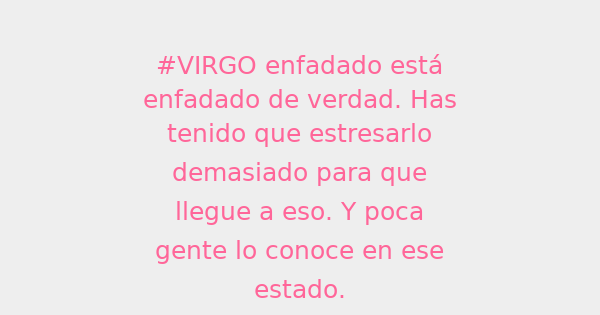 #VIRGO enfadado está
enfadado de verdad. Has
tenido que estresarlo
demasiado para que
llegue a eso. Y poca
gente lo conoce en ese
estado.